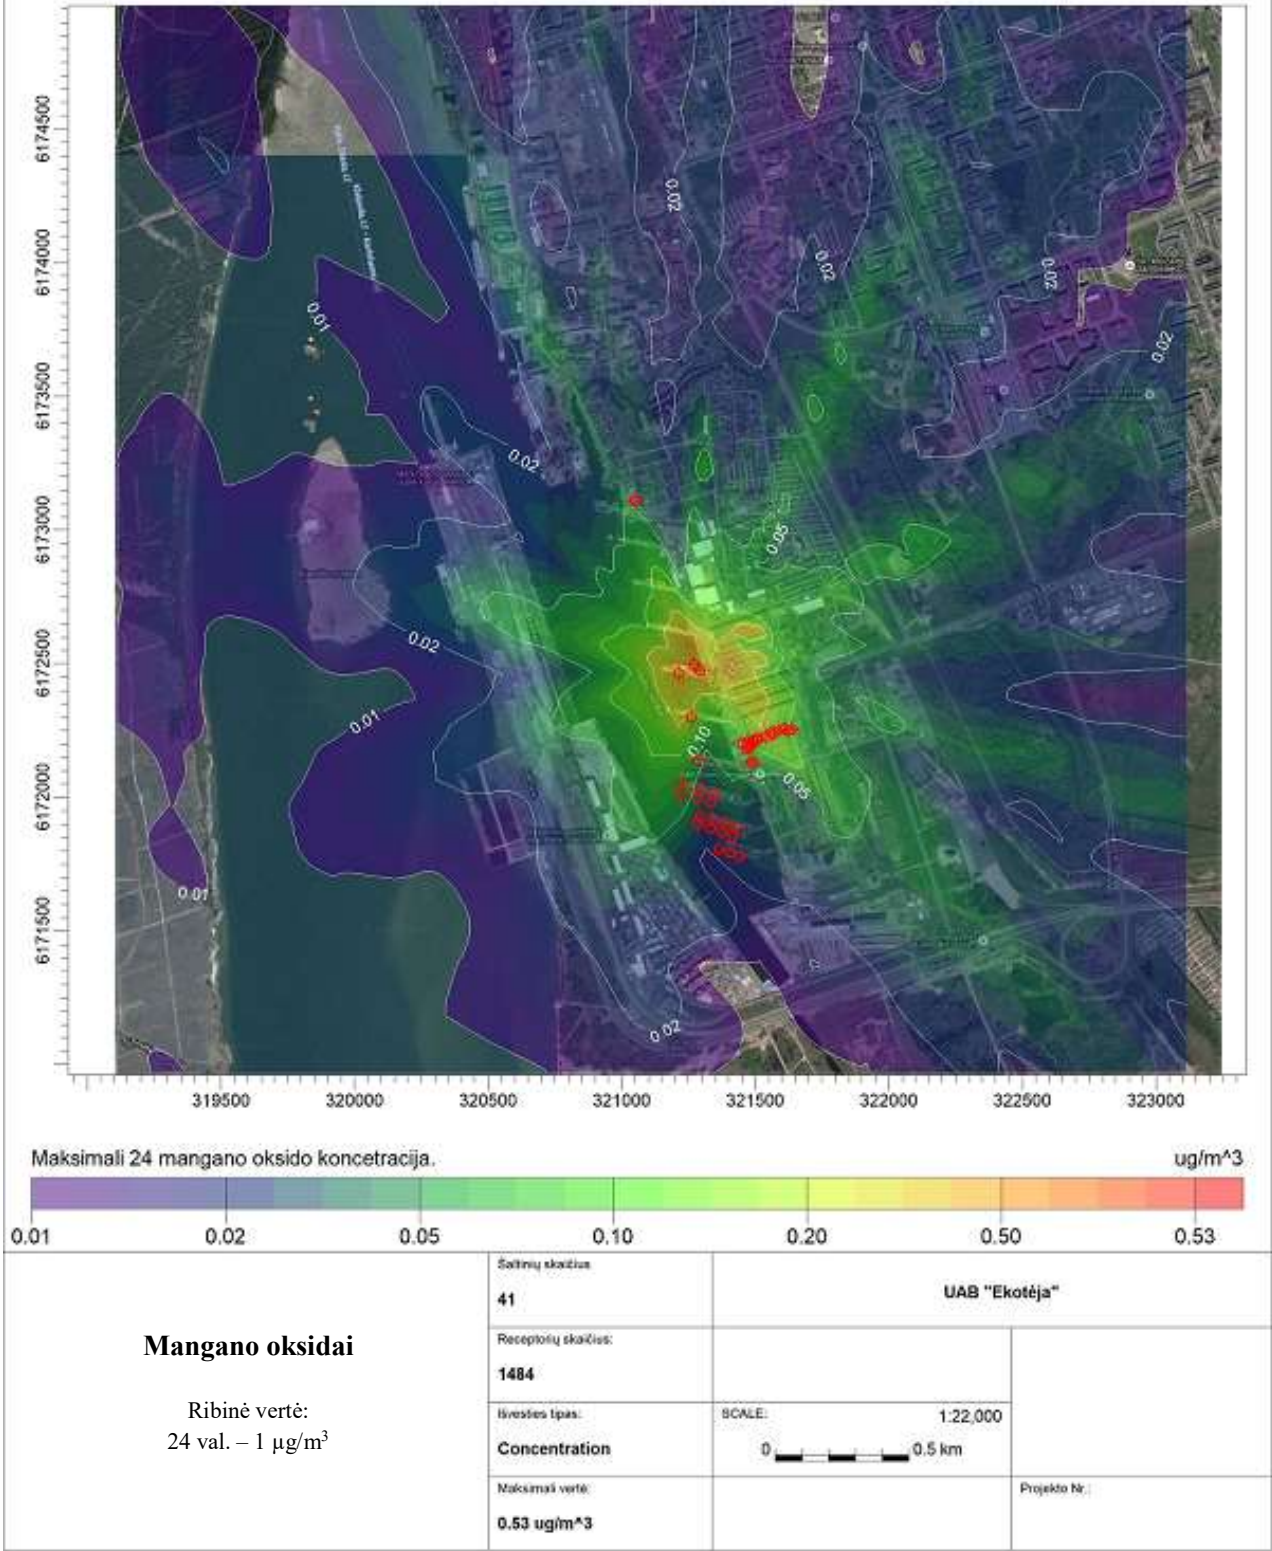 6174500
6174000
6173500
6173000
6172500
6172000
6171500
0.02
0.02
0.02
0.01
0.02
0.02
0.05
0.02
0.01
0.10
0.05
0.01
0.02
319500 320000 320500 321000 321500 322000 322500 323000
Maksimali 24 mangano oksido koncetracija. ug/m^3
0.01 0.02 0.05 0.10 0.20 0.50 0.53
Mangano oksidai
Ribinė vertė:
24 val. – 1 µg/m³
Šaltinių skaičius
41
UAB "Ekotėja"
Receptorių skaičius:
1484
Išvesties tipas:
Concentration
SCALE: 1:22,000
0 0.5 km
Maksimali vertė:
0.53 ug/m^3
Projekto Nr.: